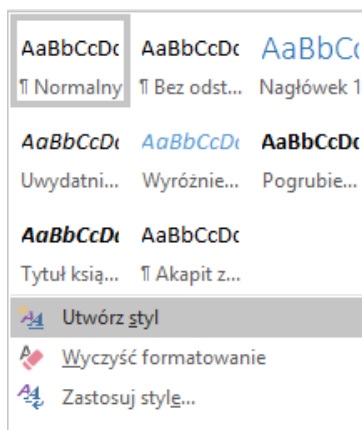 AaBbCcDc AaBbCcDc AaBbCc
¶ Normalny ¶ Bez odst... Nagłówek 1
AaBbCcDc AaBbCcDc AaBbCcDc
Uwydatni... Wyróżnie... Pogrubie...
AaBbCcDc AaBbCcDc
Tytuł ksią... ¶ Akapit z...
Utwórz styl
Wyczyść formatowanie
Zastosuj style...